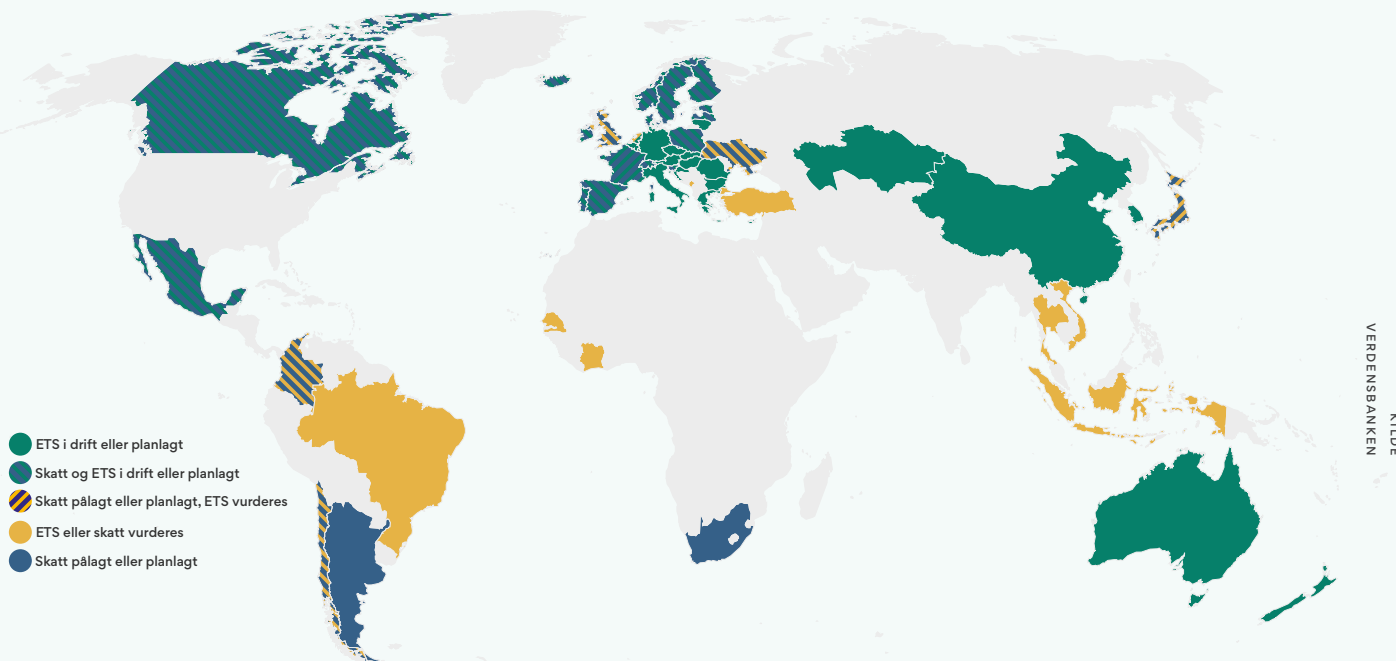 ETS i drift eller planlagt
Skatt og ETS i drift eller planlagt
Skatt pålagt eller planlagt, ETS vurderes
ETS eller skatt vurderes
Skatt pålagt eller planlagt
VERDENSBANKEN
KILDE